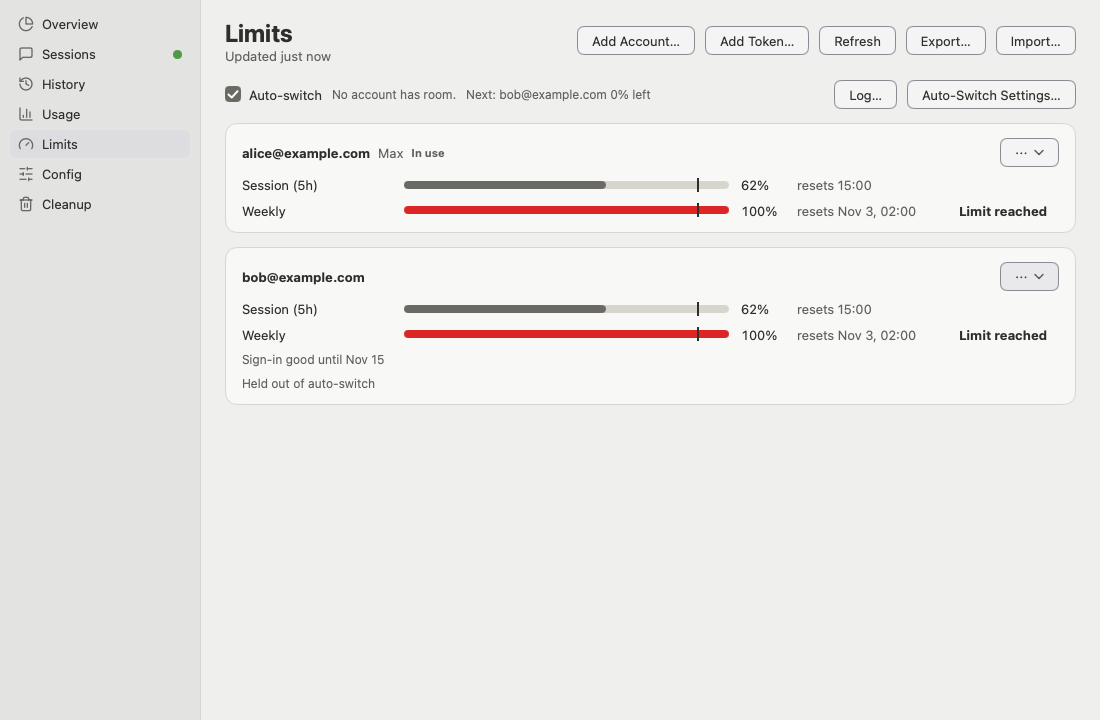 Overview
Sessions
History
Usage
Limits
Config
Cleanup
Limits
Updated just now
Add Account...
Add Token...
Refresh
Export...
Import...
Auto-switch No account has room. Next: bob@example.com 0% left
Log...
Auto-Switch Settings...
alice@example.com Max In use
Session (5h) 62% resets 15:00
Weekly 100% resets Nov 3, 02:00 Limit reached
bob@example.com
Session (5h) 62% resets 15:00
Weekly 100% resets Nov 3, 02:00 Limit reached
Sign-in good until Nov 15
Held out of auto-switch